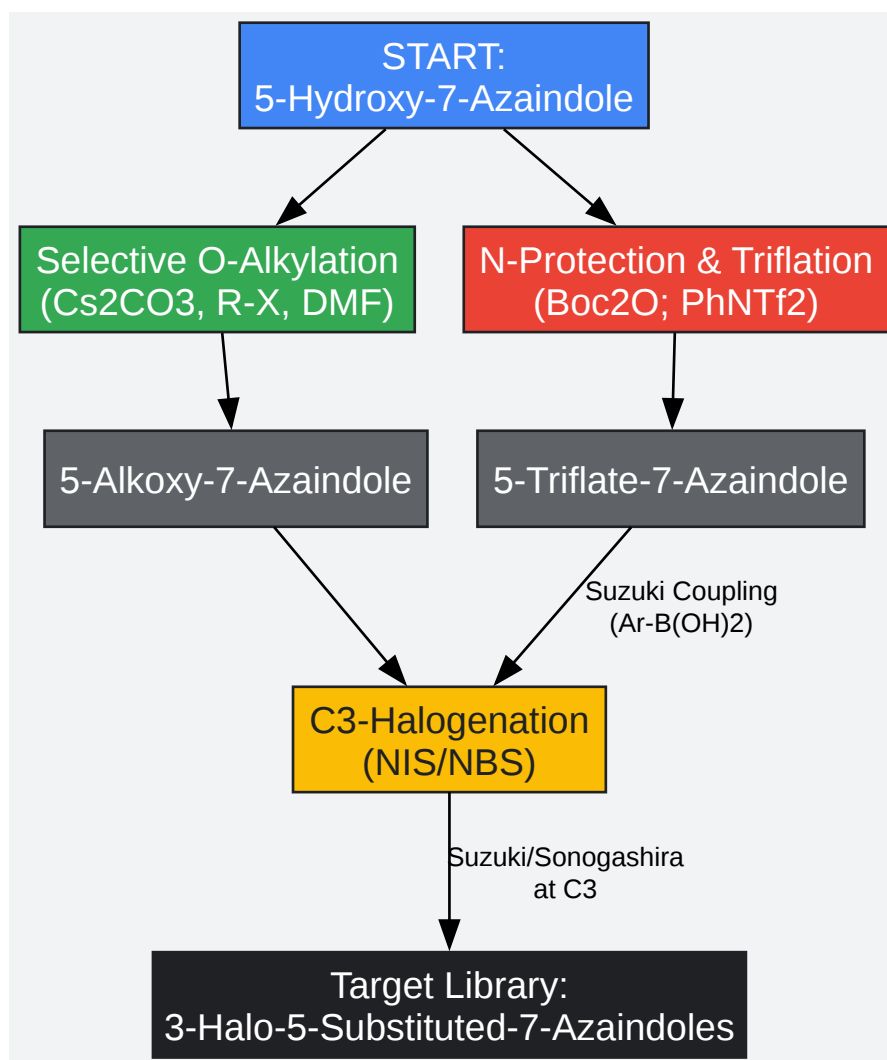 START:
5-Hydroxy-7-Azaindole
Selective O-Alkylation
(Cs2CO3, R-X, DMF)
N-Protection & Triflation
(Boc2O; PhNTf2)
5-Alkoxy-7-Azaindole
5-Triflate-7-Azaindole
Suzuki Coupling
(Ar-B(OH)2)
C3-Halogenation
(NIS/NBS)
Suzuki/Sonogashira
at C3
Target Library:
3-Halo-5-Substituted-7-Azaindoles